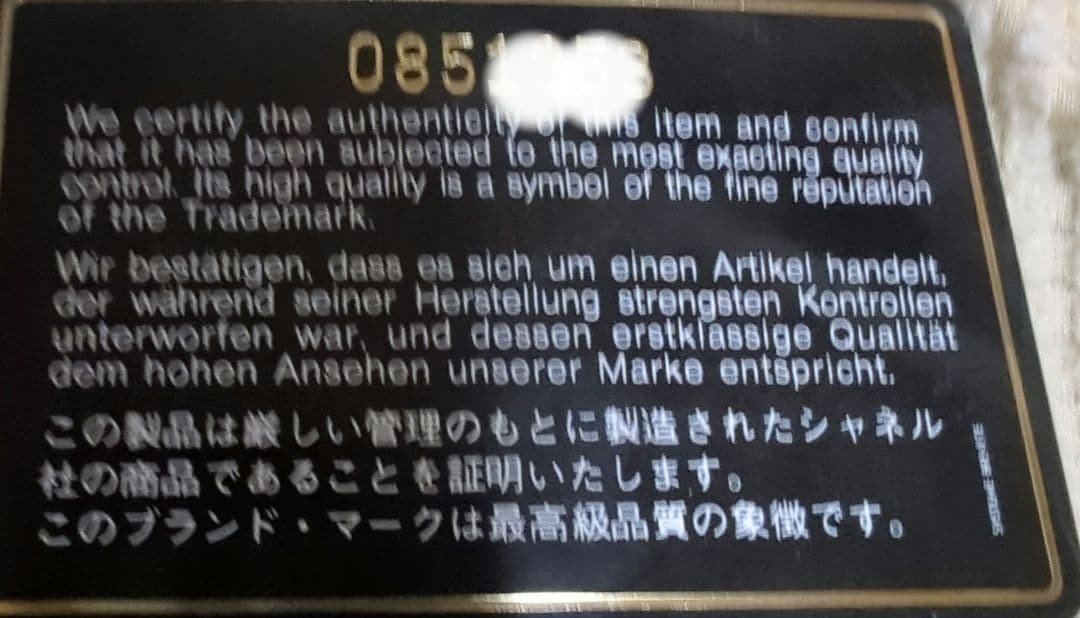 085
We certify the authenticity of this item and confirm
that it has been subjected to the most exacting quality
control. Its high quality is a symbol of the fine reputation
of the Trademark.
Wir bestätigen, dass es sich um einen Artikel handelt,
der während seiner Herstellung strengsten Kontrollen
unterworfen war, und dessen erstklassige Qualität
dem hohen Ansehen unserer Marke entspricht.
この製品は厳しい管理のもとに製造されたシャネル
社の商品であることを証明いたします。
このブランド・マークは最高級品質の象徴です。